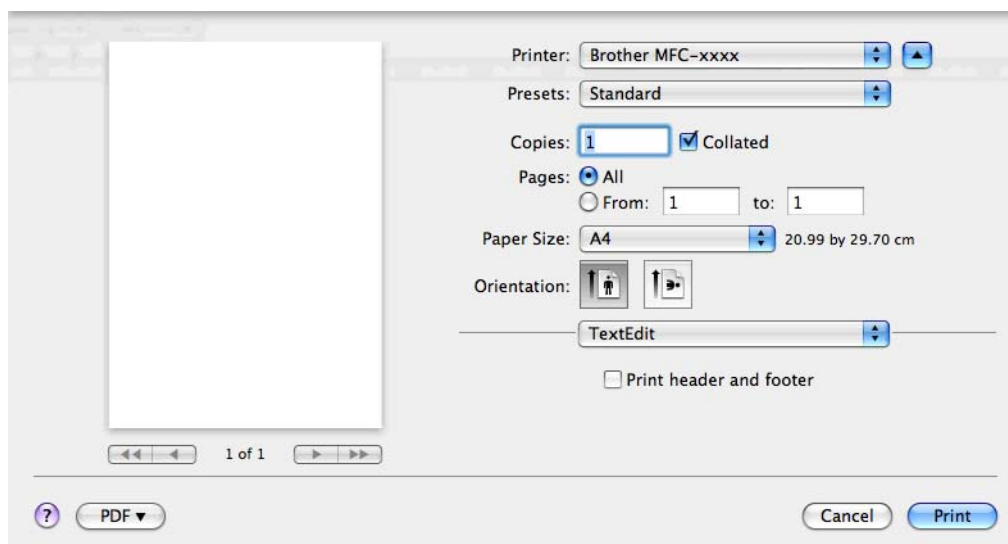 Printer: Brother MFC-xxxx
Presets: Standard
Copies: 1 Collated
Pages: All
From: 1 to: 1
Paper Size: A4 20.99 by 29.70 cm
Orientation:
TextEdit
Print header and footer
1 of 1
? PDF ▼ Cancel Print